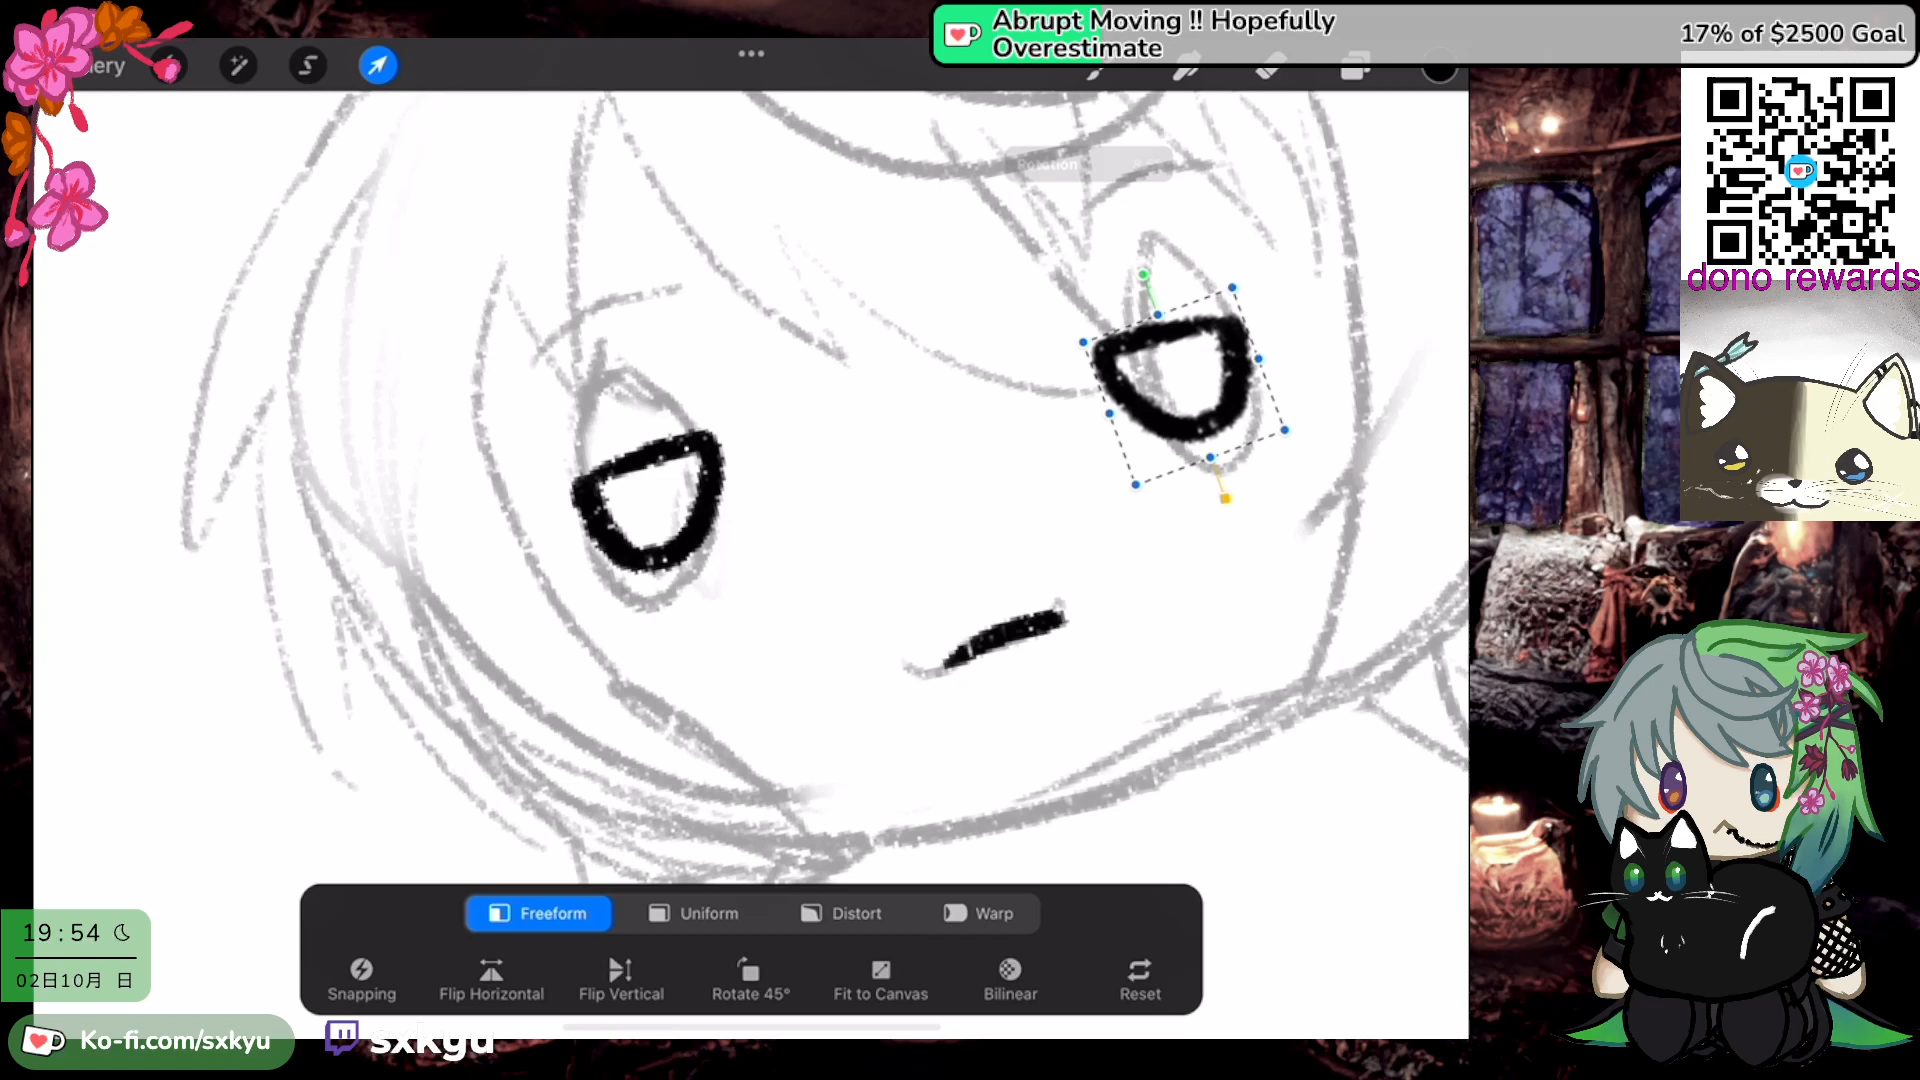 Abrupt Moving !! Hopefully
Overestimate
17% of $2500 Goal
lery
Rotation
dono rewards
Freeform
Uniform
Distort
Warp
Snapping
Flip Horizontal
Flip Vertical
Rotate 45°
Fit to Canvas
Bilinear
Reset
19:54
02日10月 日
Ko-fi.com/sxkyu
sxkyu